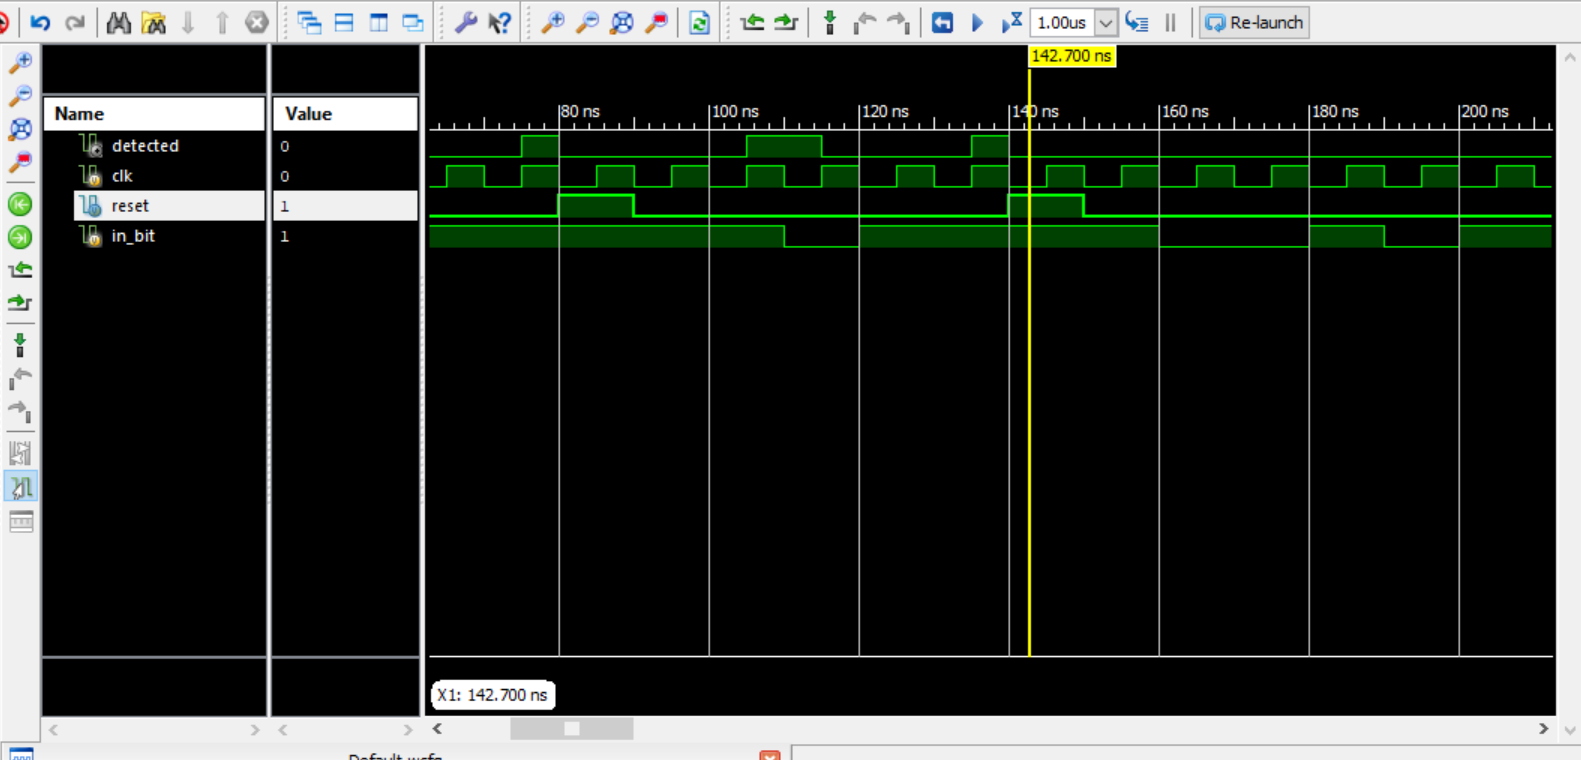 1.00us
Re-launch
142.700 ns
Name
Value
80 ns
100 ns
120 ns
140 ns
160 ns
180 ns
200 ns
detected
0
clk
0
reset
1
in_bit
1
X1: 142.700 ns
Default.wcfg